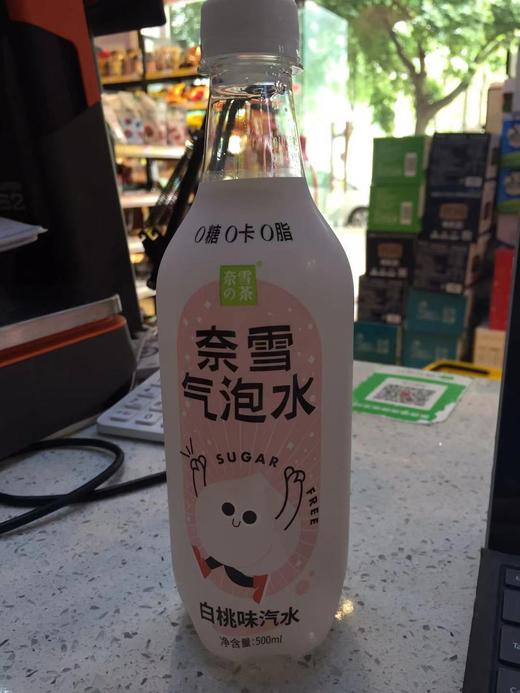 0糖 0卡 0脂
奈雪
の茶
奈雪
气泡水
SUGAR
FREE
白桃味汽水
净含量:500ml